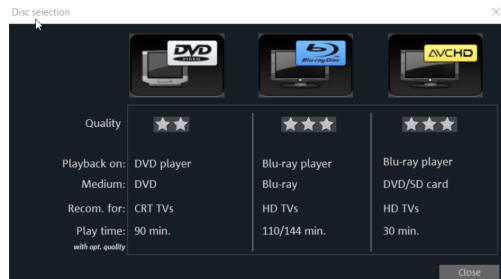 Disc selection
DVD VIDEO
Blu-ray Disc
AVCHD
Quality
Playback on: DVD player Blu-ray player Blu-ray player
Medium: DVD Blu-ray DVD/SD card
Recom. for: CRT TVs HD TVs HD TVs
Play time: 90 min. 110/144 min. 30 min.
with opt. quality
Close